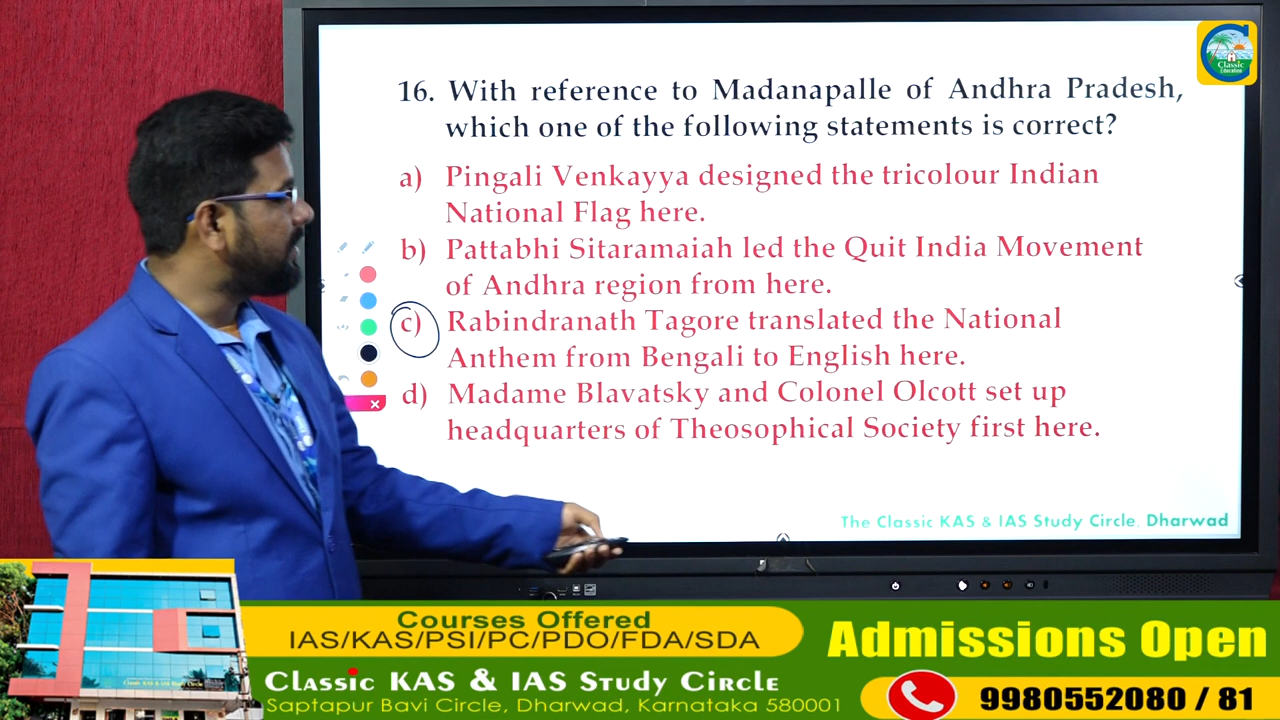 Classic
Education
16. With reference to Madanapalle of Andhra Pradesh,
which one of the following statements is correct?
a) Pingali Venkayya designed the tricolour Indian
National Flag here.
b) Pattabhi Sitaramaiah led the Quit India Movement
of Andhra region from here.
c) Rabindranath Tagore translated the National
Anthem from Bengali to English here.
d) Madame Blavatsky and Colonel Olcott set up
headquarters of Theosophical Society first here.
The Classic KAS & IAS Study Circle, Dharwad
Courses Offered
IAS/KAS/PSI/PC/PDO/FDA/SDA
Classic KAS & IAS Study Circle
Saptapur Bavi Circle, Dharwad, Karnataka 580001
Admissions Open
9980552080 / 81